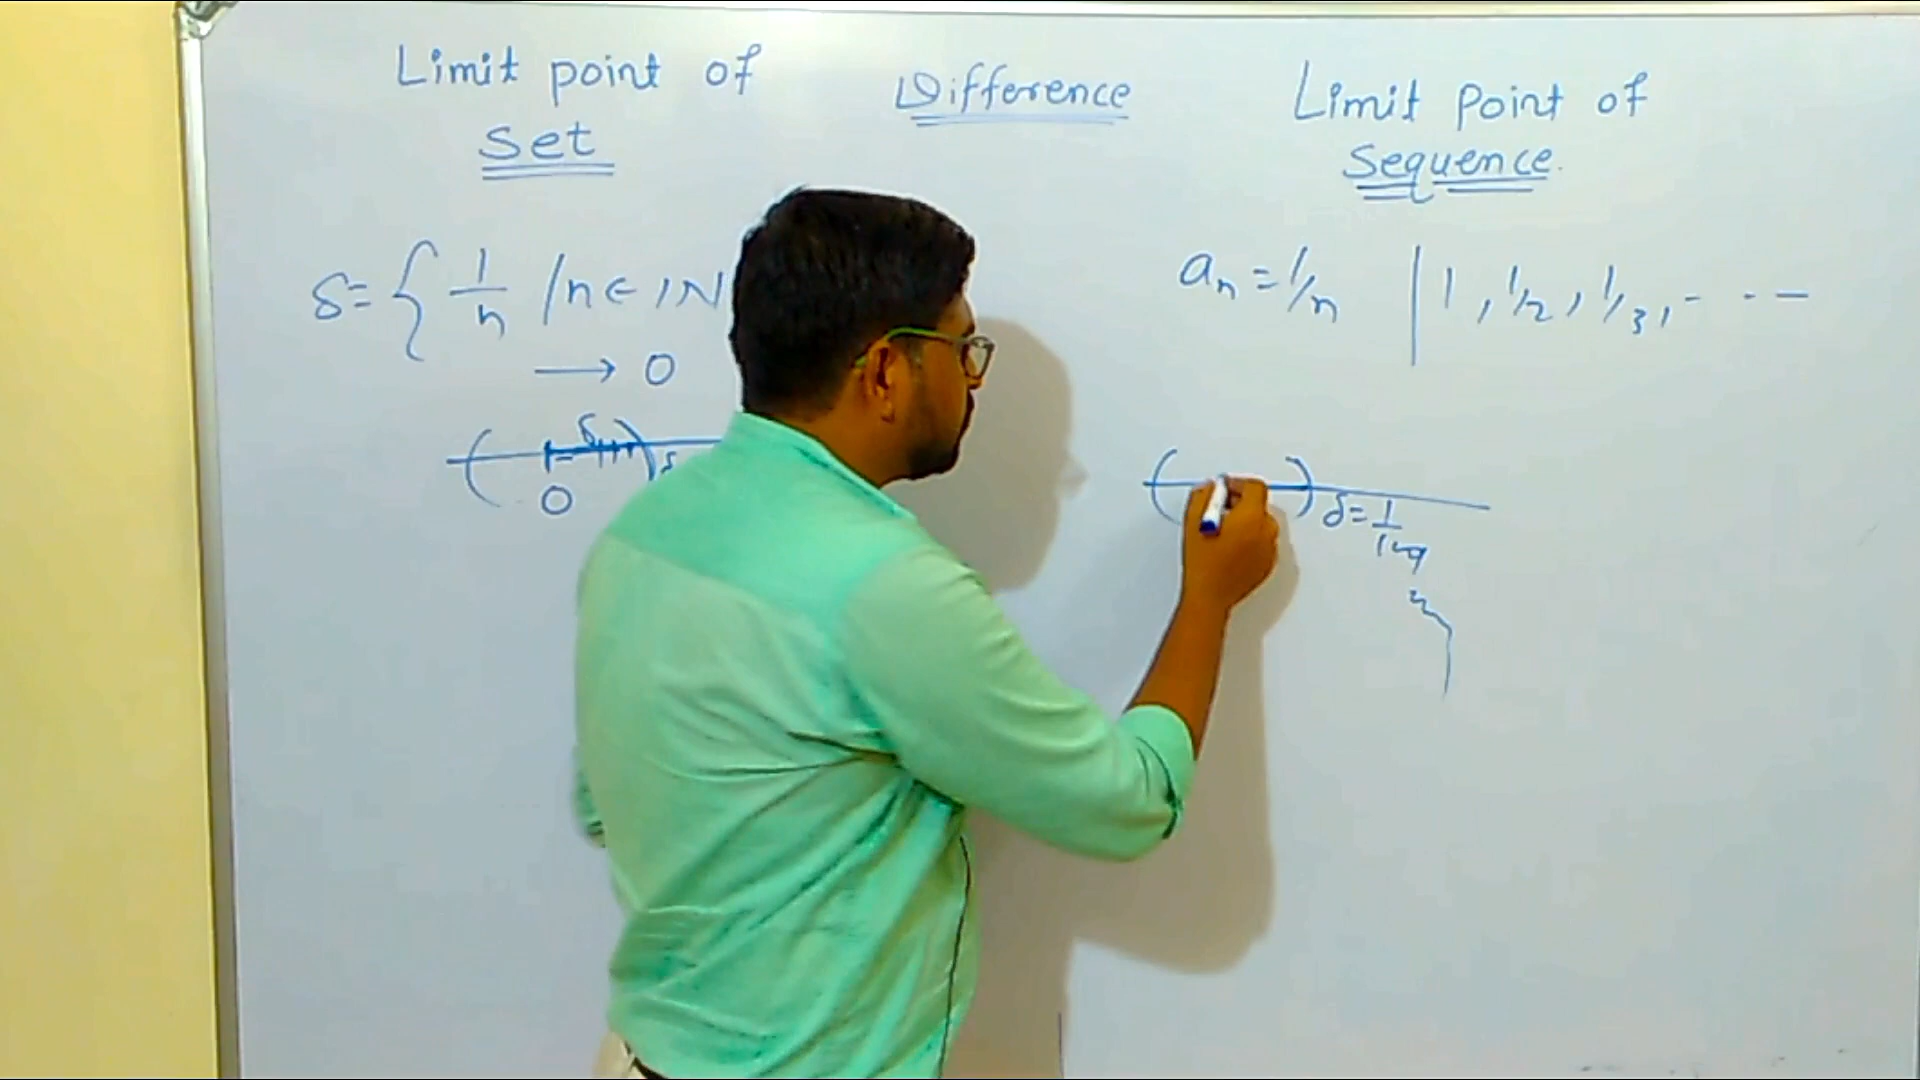 Limit point of
Set
Difference
Limit Point of
Sequence.
S = { 1/n / n ∈ IN
→ 0
δ
0
a_n = 1/n | 1, 1/2, 1/3, - - -
δ = 1